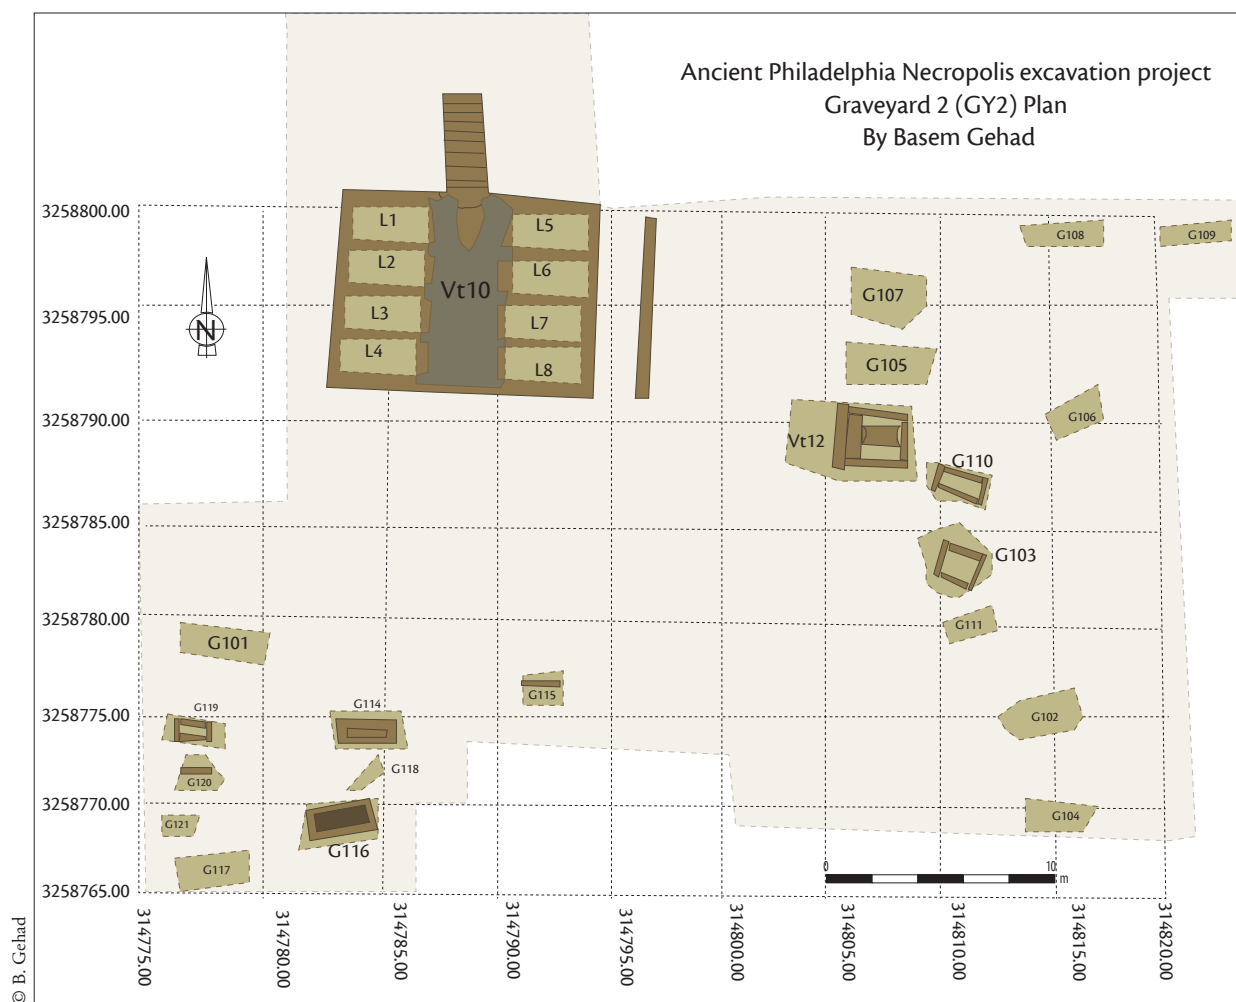 Ancient Philadelphia Necropolis excavation project
Graveyard 2 (GY2) Plan
By Basem Gehad
3258800.00
3258795.00
3258790.00
3258785.00
3258780.00
3258775.00
3258770.00
3258765.00
N
L1
L2
L3
L4
Vt10
L5
L6
L7
L8
G108
G109
G107
G105
G106
Vt12
G110
G103
G111
G101
G115
G119
G114
G102
G120
G118
G121
G116
G104
G117
0
10
m
314775.00
314780.00
314785.00
314790.00
314795.00
314800.00
314805.00
314810.00
314815.00
314820.00
© B. Gehad